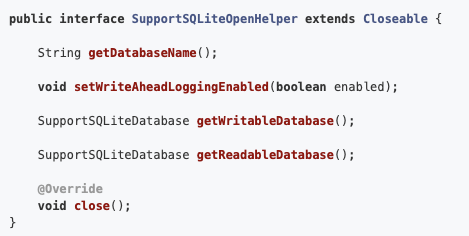 public interface SupportSQLiteOpenHelper extends Closeable {
String getDatabaseName();
void setWriteAheadLoggingEnabled(boolean enabled);
SupportSQLiteDatabase getWritableDatabase();
SupportSQLiteDatabase getReadableDatabase();
@Override
void close();
}